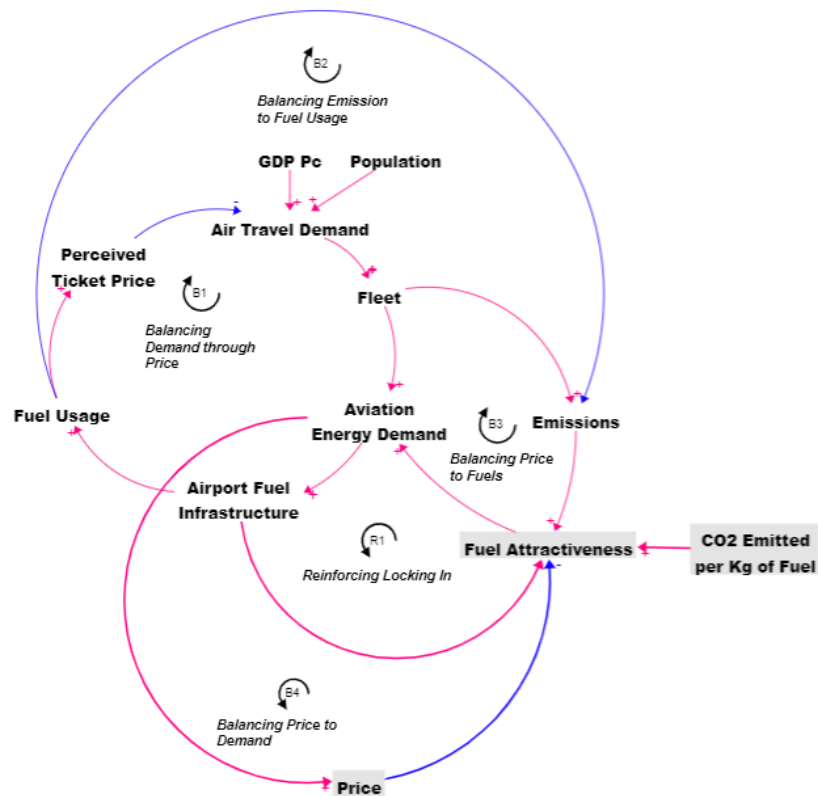 B2
Balancing Emission
to Fuel Usage
GDP Pc
Population
+
+
-
Air Travel Demand
Perceived
Ticket Price
+
+
B1
Fleet
Balancing
Demand through
Price
+
+
Fuel Usage
+
Aviation
Energy Demand
+
B3
Emissions
Balancing Price
to Fuels
Airport Fuel
Infrastructure
+
+
R1
Reinforcing Locking In
Fuel Attractiveness
-
+
CO2 Emitted
per Kg of Fuel
B4
Balancing Price to
Demand
+
Price